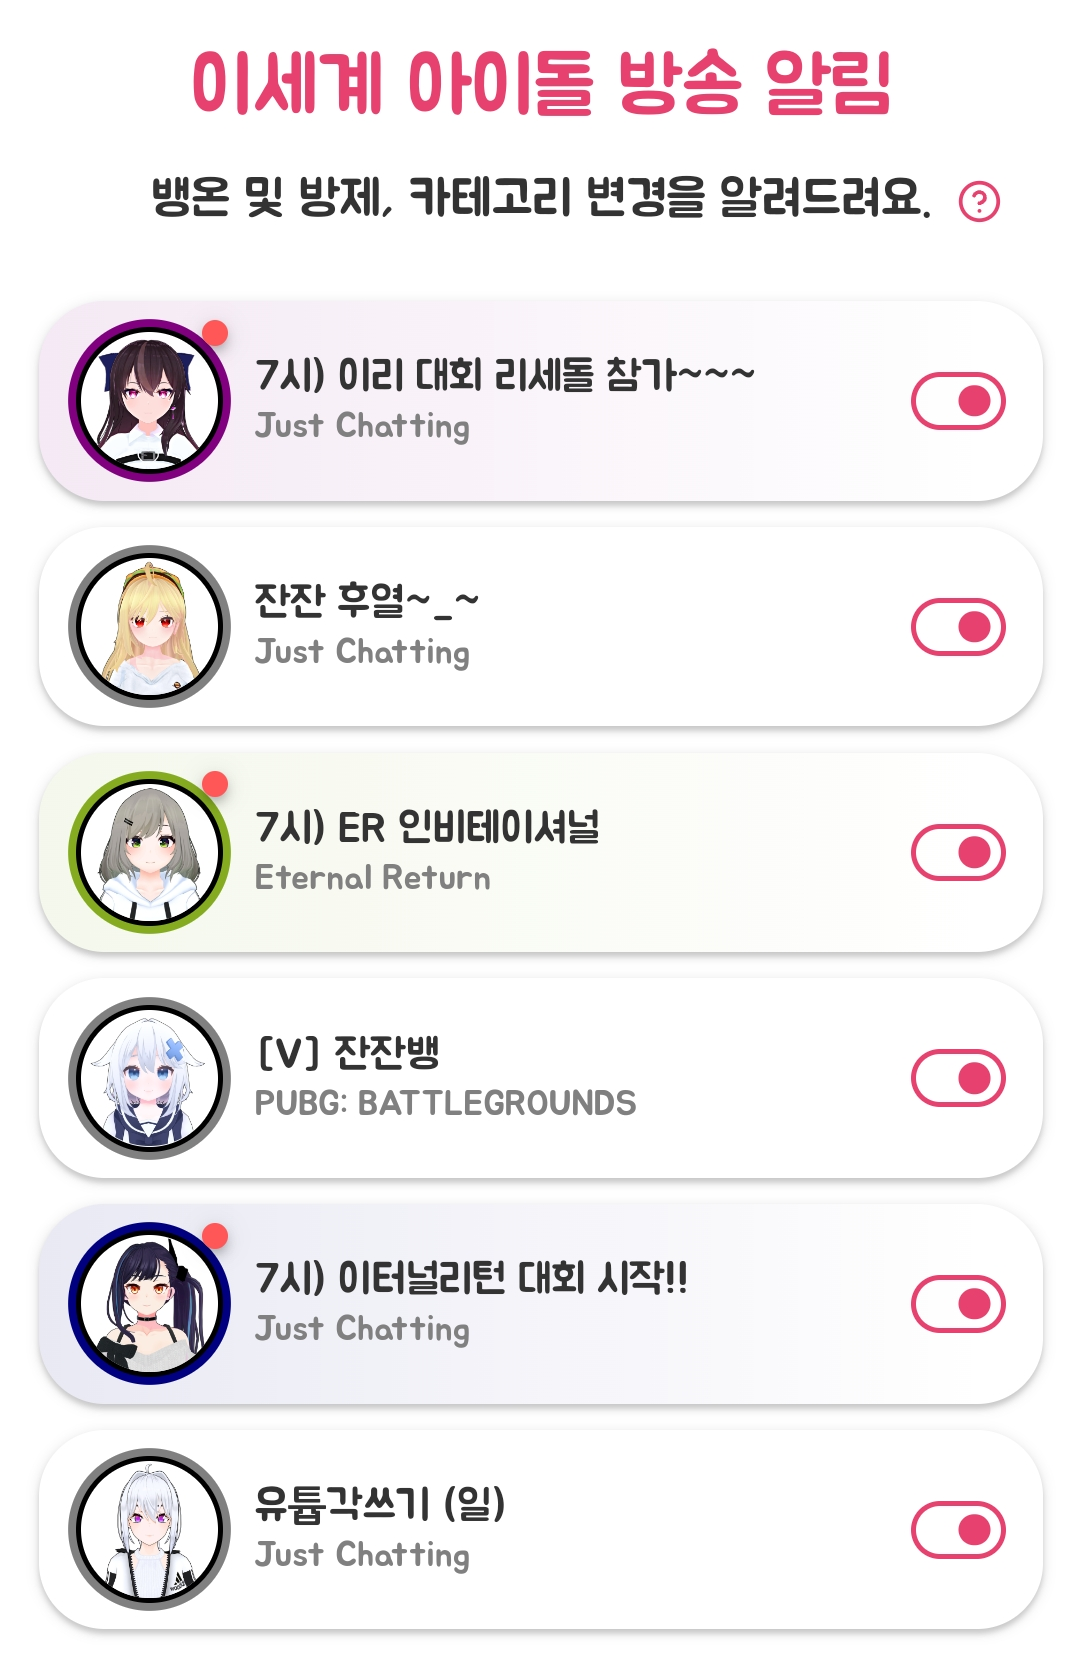 이세계 아이돌 방송 알림
뱅온 및 방제, 카테고리 변경을 알려드려요.
7시) 이리 대회 리세돌 참가~~~
Just Chatting
잔잔 후열~_~
Just Chatting
7시) ER 인비테이셔널
Eternal Return
[V] 잔잔뱅
PUBG: BATTLEGROUNDS
7시) 이터널리턴 대회 시작!!
Just Chatting
유튭각쓰기 (일)
Just Chatting